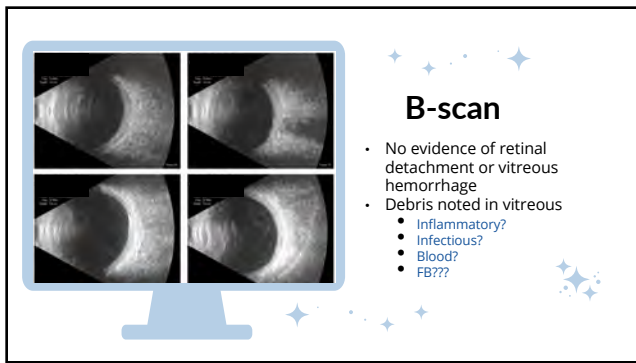 B-scan
• No evidence of retinal
detachment or vitreous
hemorrhage
• Debris noted in vitreous
• Inflammatory?
• Infectious?
• Blood?
• FB???